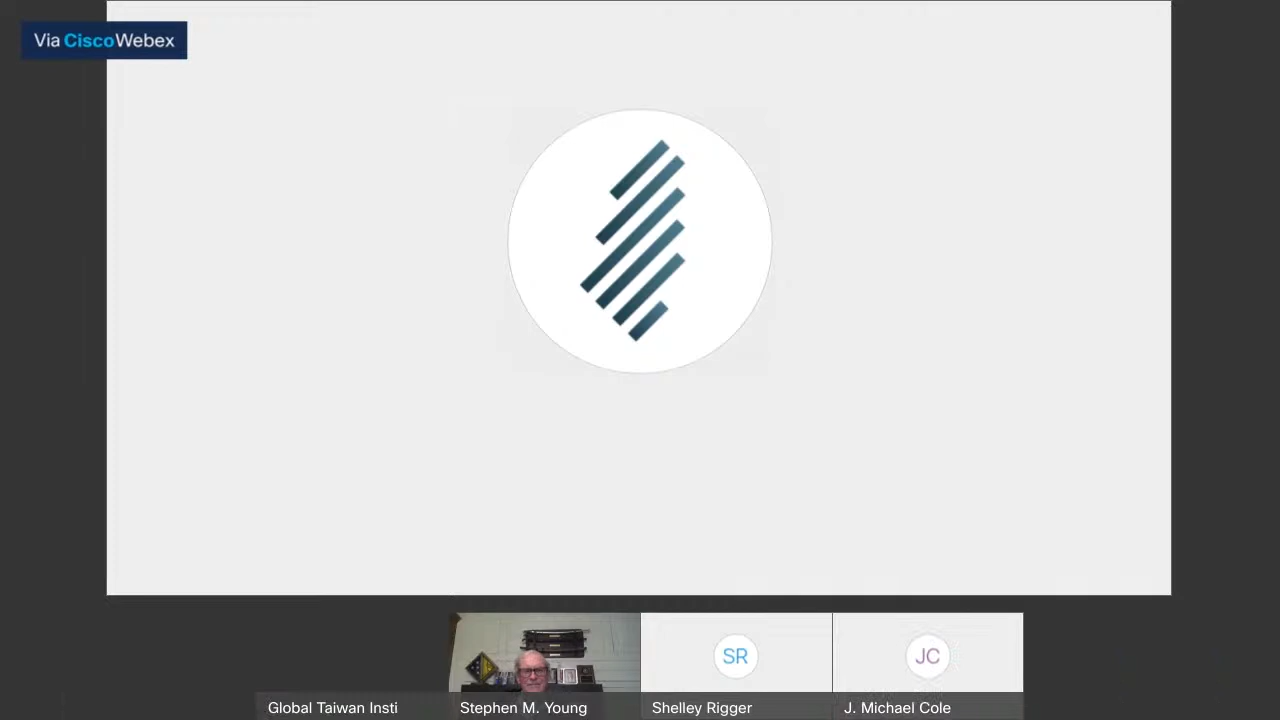 Via CiscoWebex
SR
JC
Global Taiwan Insti
Stephen M. Young
Shelley Rigger
J. Michael Cole